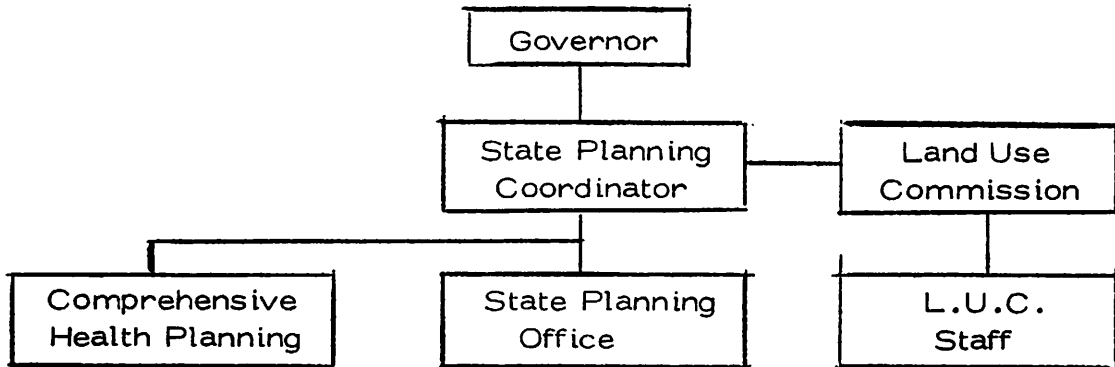 Governor
State Planning
Coordinator
Land Use
Commission
Comprehensive
Health Planning
State Planning
Office
L.U.C.
Staff